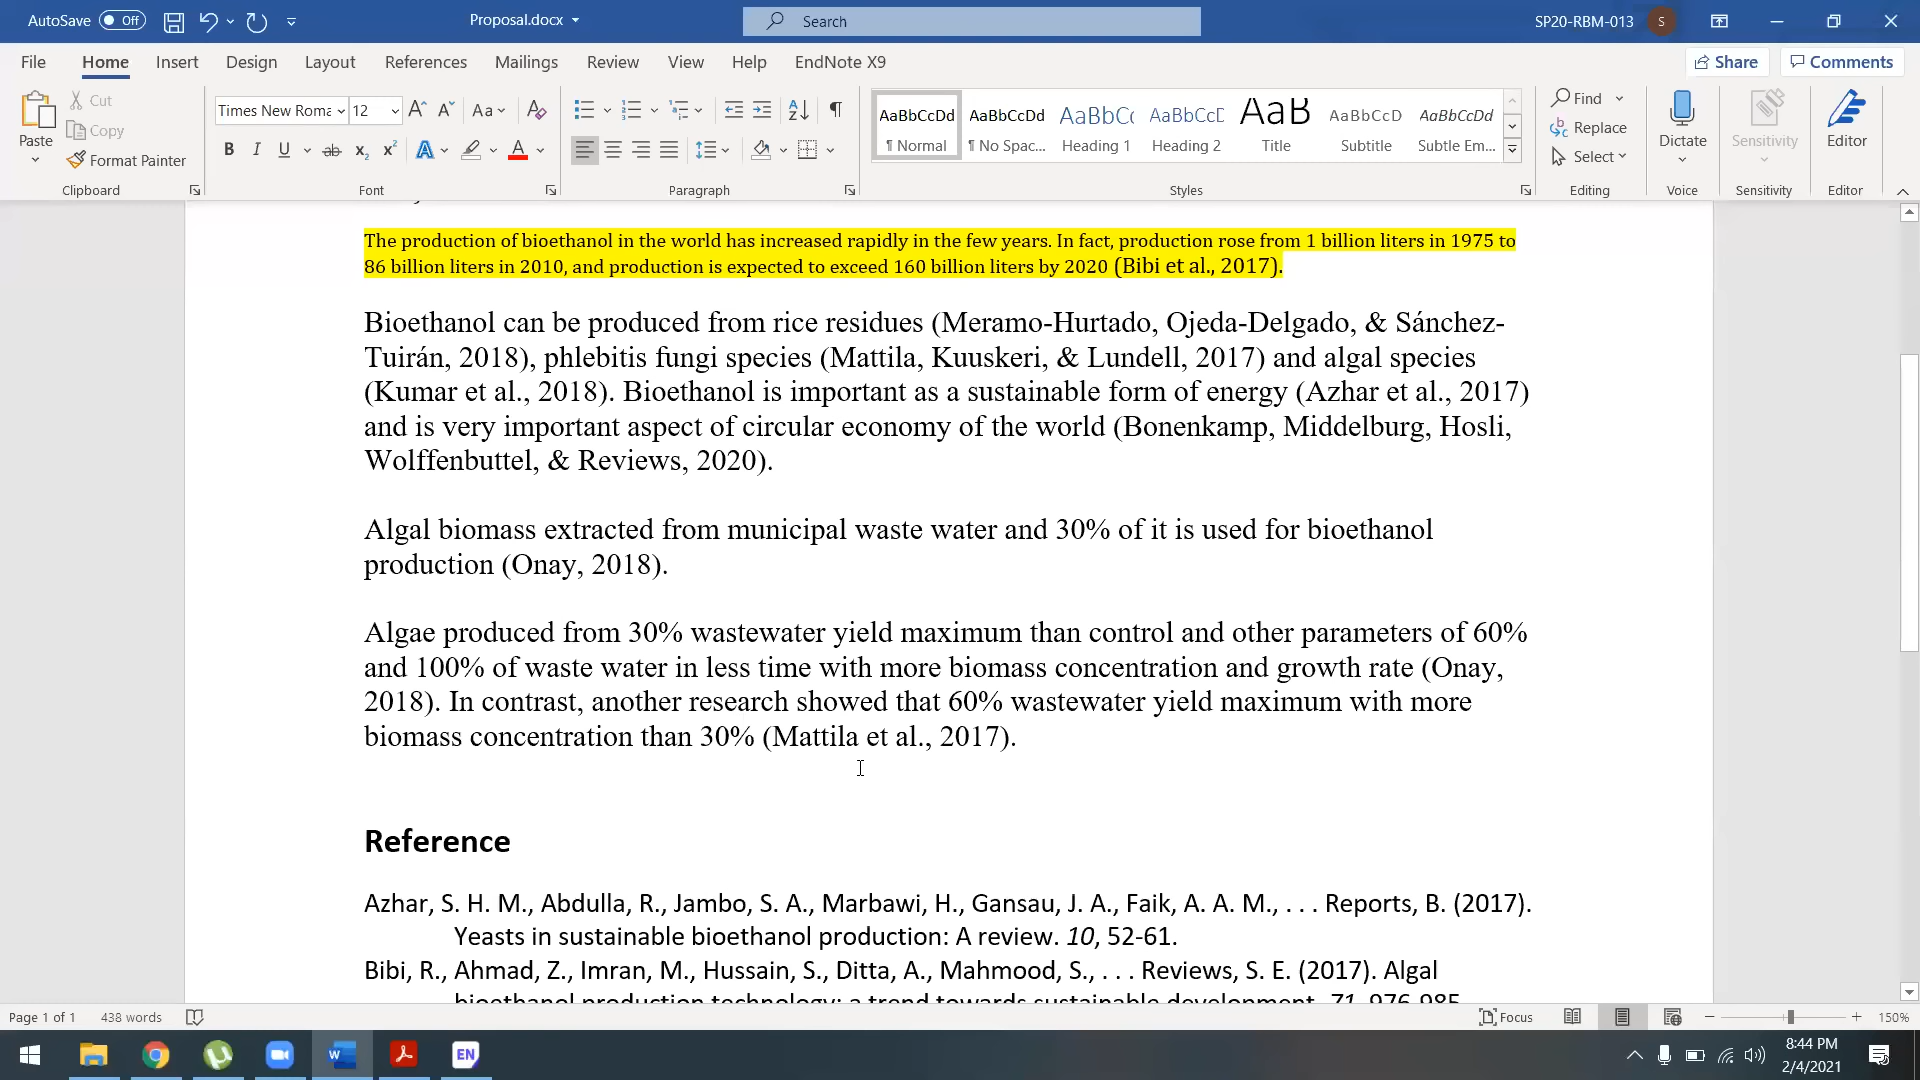 AutoSave Off Proposal.docx Search SP20-RBM-013 S
File Home Insert Design Layout References Mailings Review View Help EndNote X9 Share Comments
Paste
Cut
Copy
Format Painter
Clipboard
Times New Roma 12 Aa
B I U ab x₂ x² A A
Font
Paragraph
AaBbCcDd AaBbCcDd AaBbCc AaBbCcD AaB AaBbCcD AaBbCcDd
¶ Normal ¶ No Spac... Heading 1 Heading 2 Title Subtitle Subtle Em...
Styles
Find
Replace
Select
Editing
Dictate
Voice
Sensitivity
Sensitivity
Editor
Editor
The production of bioethanol in the world has increased rapidly in the few years. In fact, production rose from 1 billion liters in 1975 to
86 billion liters in 2010, and production is expected to exceed 160 billion liters by 2020 (Bibi et al., 2017).
Bioethanol can be produced from rice residues (Meramo-Hurtado, Ojeda-Delgado, & Sánchez-
Tuirán, 2018), phlebitis fungi species (Mattila, Kuuskeri, & Lundell, 2017) and algal species
(Kumar et al., 2018). Bioethanol is important as a sustainable form of energy (Azhar et al., 2017)
and is very important aspect of circular economy of the world (Bonenkamp, Middelburg, Hosli,
Wolffenbuttel, & Reviews, 2020).
Algal biomass extracted from municipal waste water and 30% of it is used for bioethanol
production (Onay, 2018).
Algae produced from 30% wastewater yield maximum than control and other parameters of 60%
and 100% of waste water in less time with more biomass concentration and growth rate (Onay,
2018). In contrast, another research showed that 60% wastewater yield maximum with more
biomass concentration than 30% (Mattila et al., 2017).
Reference
Azhar, S. H. M., Abdulla, R., Jambo, S. A., Marbawi, H., Gansau, J. A., Faik, A. A. M., . . . Reports, B. (2017).
Yeasts in sustainable bioethanol production: A review. 10, 52-61.
Bibi, R., Ahmad, Z., Imran, M., Hussain, S., Ditta, A., Mahmood, S., . . . Reviews, S. E. (2017). Algal
bioethanol production technology: a trend towards sustainable development. 71, 976-985.
Page 1 of 1 438 words Focus 150%
EN
8:44 PM
2/4/2021